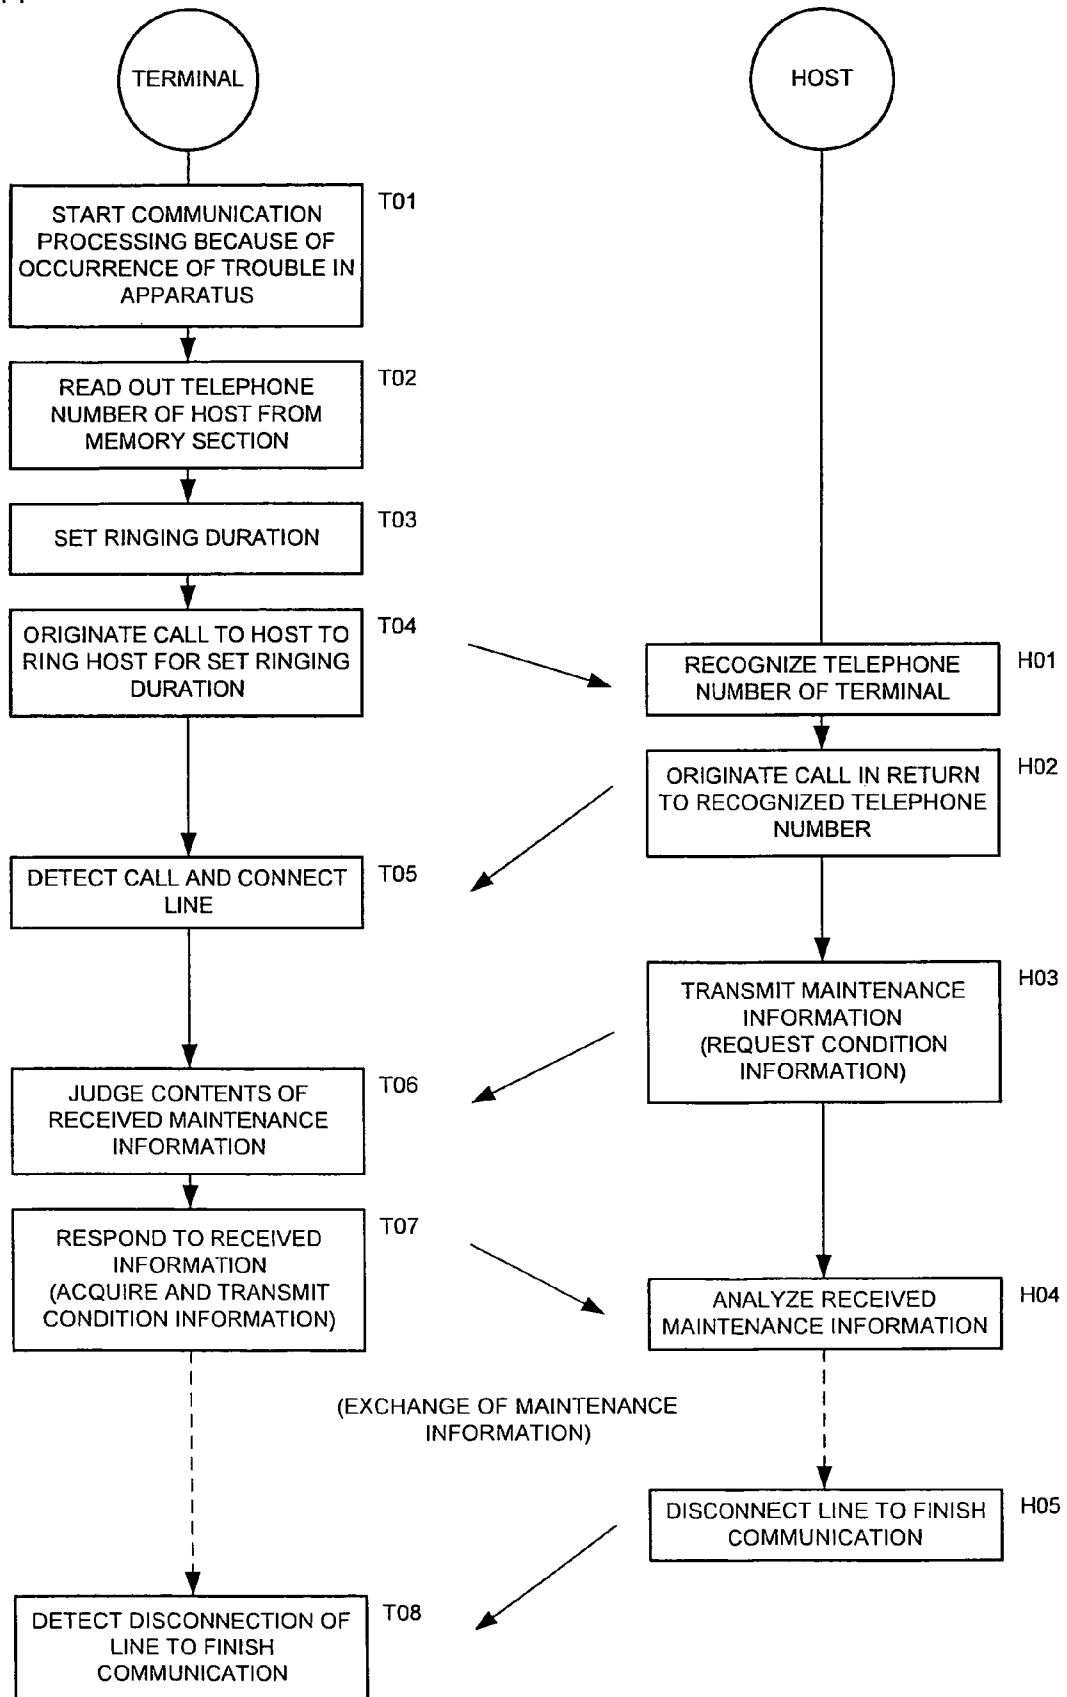 TERMINAL
HOST
T01
START COMMUNICATION
PROCESSING BECAUSE OF
OCCURRENCE OF TROUBLE IN
APPARATUS
T02
READ OUT TELEPHONE
NUMBER OF HOST FROM
MEMORY SECTION
T03
SET RINGING DURATION
T04
ORIGINATE CALL TO HOST TO
RING HOST FOR SET RINGING
DURATION
H01
RECOGNIZE TELEPHONE
NUMBER OF TERMINAL
H02
ORIGINATE CALL IN RETURN
TO RECOGNIZED TELEPHONE
NUMBER
T05
DETECT CALL AND CONNECT
LINE
H03
TRANSMIT MAINTENANCE
INFORMATION
(REQUEST CONDITION
INFORMATION)
T06
JUDGE CONTENTS OF
RECEIVED MAINTENANCE
INFORMATION
T07
RESPOND TO RECEIVED
INFORMATION
(ACQUIRE AND TRANSMIT
CONDITION INFORMATION)
H04
ANALYZE RECEIVED
MAINTENANCE INFORMATION
(EXCHANGE OF MAINTENANCE
INFORMATION)
H05
DISCONNECT LINE TO FINISH
COMMUNICATION
T08
DETECT DISCONNECTION OF
LINE TO FINISH
COMMUNICATION